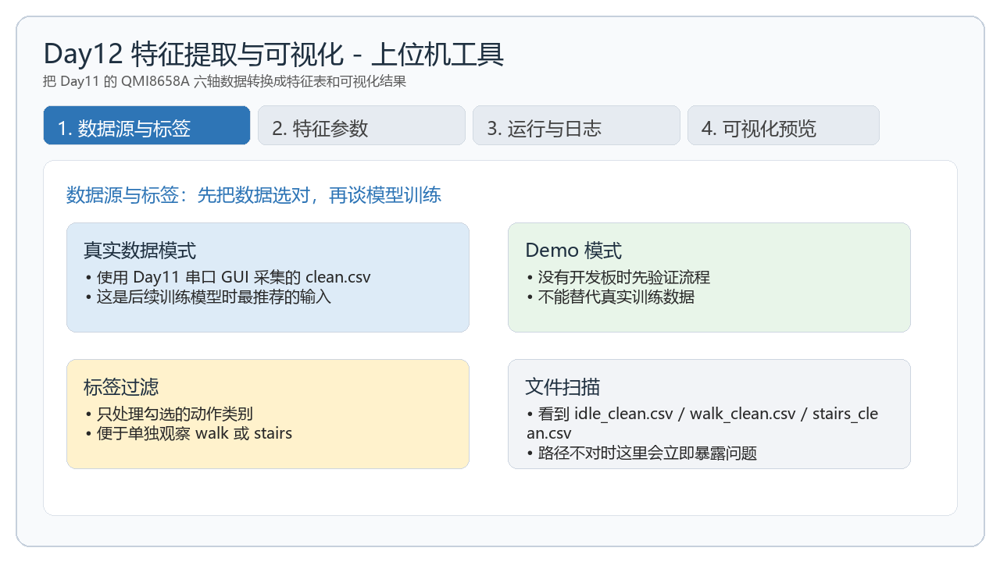 Day12 特征提取与可视化 - 上位机工具
把 Day11 的 QMI8658A 六轴数据转换成特征表和可视化结果
1. 数据源与标签
2. 特征参数
3. 运行与日志
4. 可视化预览
数据源与标签：先把数据选对，再谈模型训练
真实数据模式
• 使用 Day11 串口 GUI 采集的 clean.csv
• 这是后续训练模型时最推荐的输入
Demo 模式
• 没有开发板时先验证流程
• 不能替代真实训练数据
标签过滤
• 只处理勾选的动作类别
• 便于单独观察 walk 或 stairs
文件扫描
• 看到 idle_clean.csv / walk_clean.csv / stairs_cle
an.csv
• 路径不对时这里会立即暴露问题